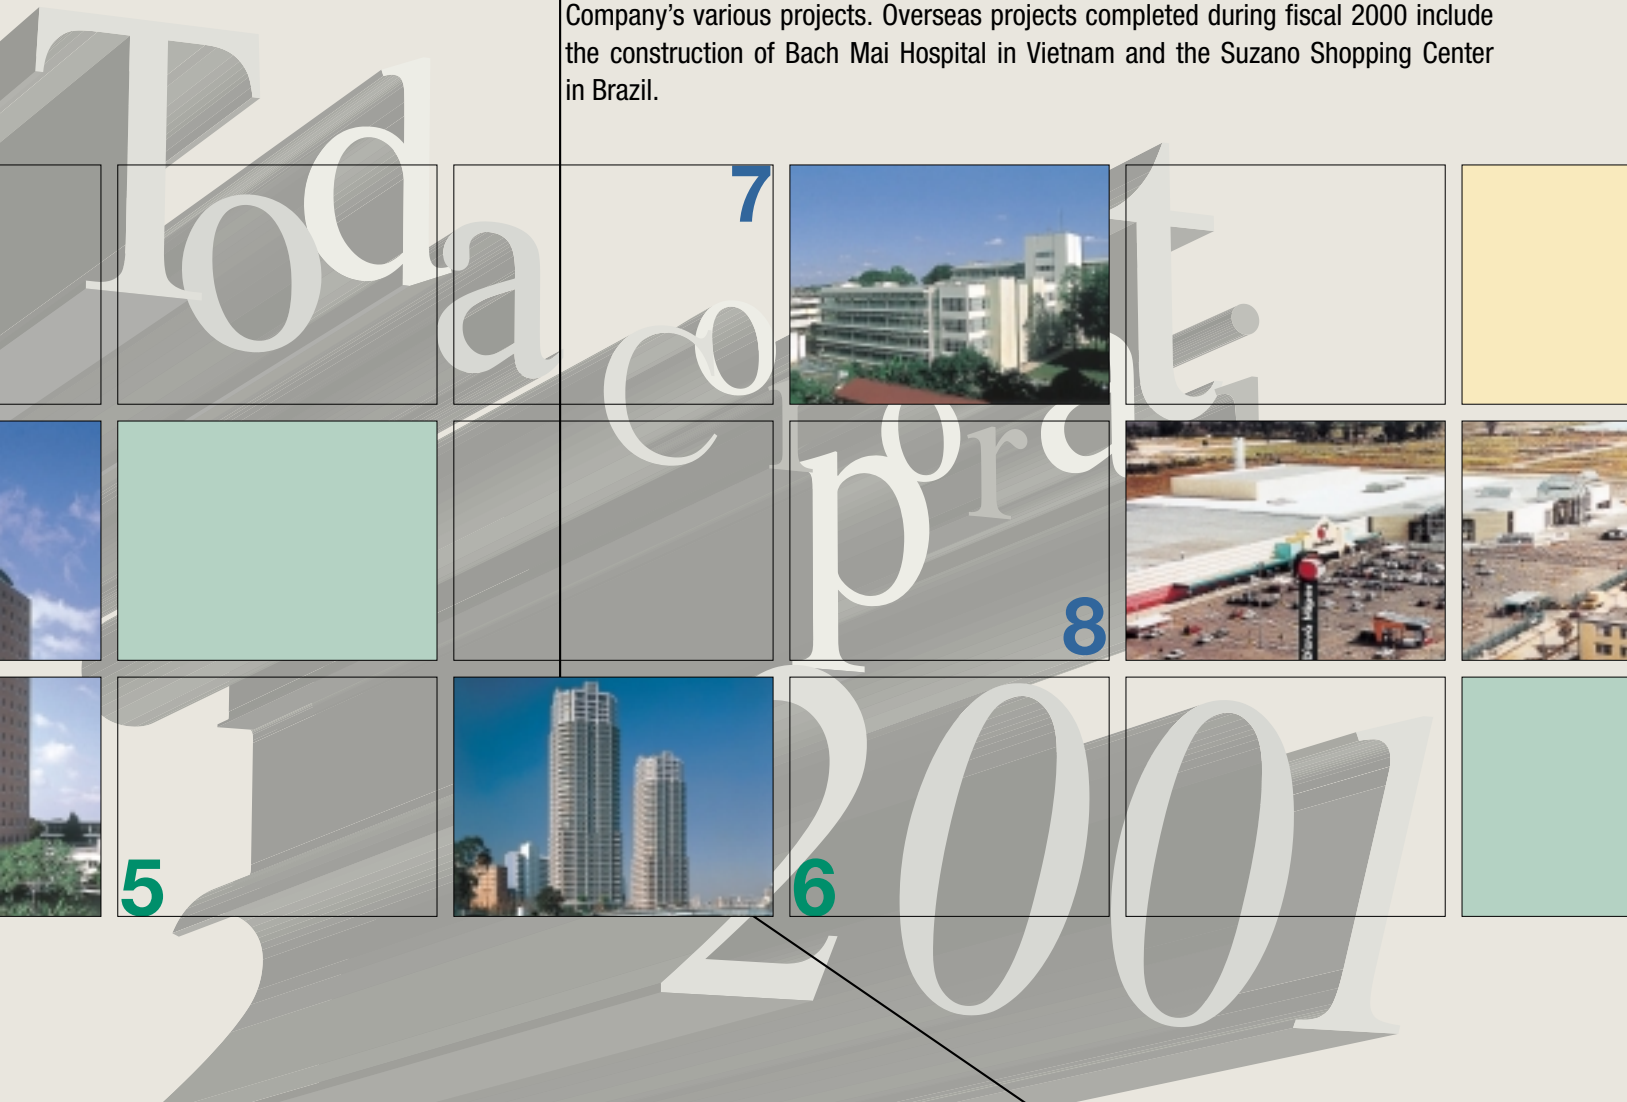 Company's various projects. Overseas projects completed during fiscal 2000 include
the construction of Bach Mai Hospital in Vietnam and the Suzano Shopping Center
in Brazil.
Toda
Corporati
7
8
5
6
2001